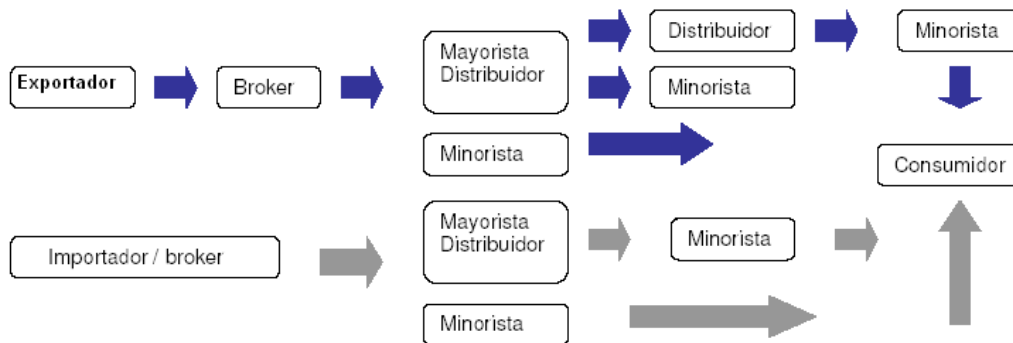 Distribuidor
Minorista
Mayorista
Distribuidor
Exportador
Broker
Minorista
Minorista
Consumidor
Mayorista
Distribuidor
Minorista
Importador / broker
Minorista